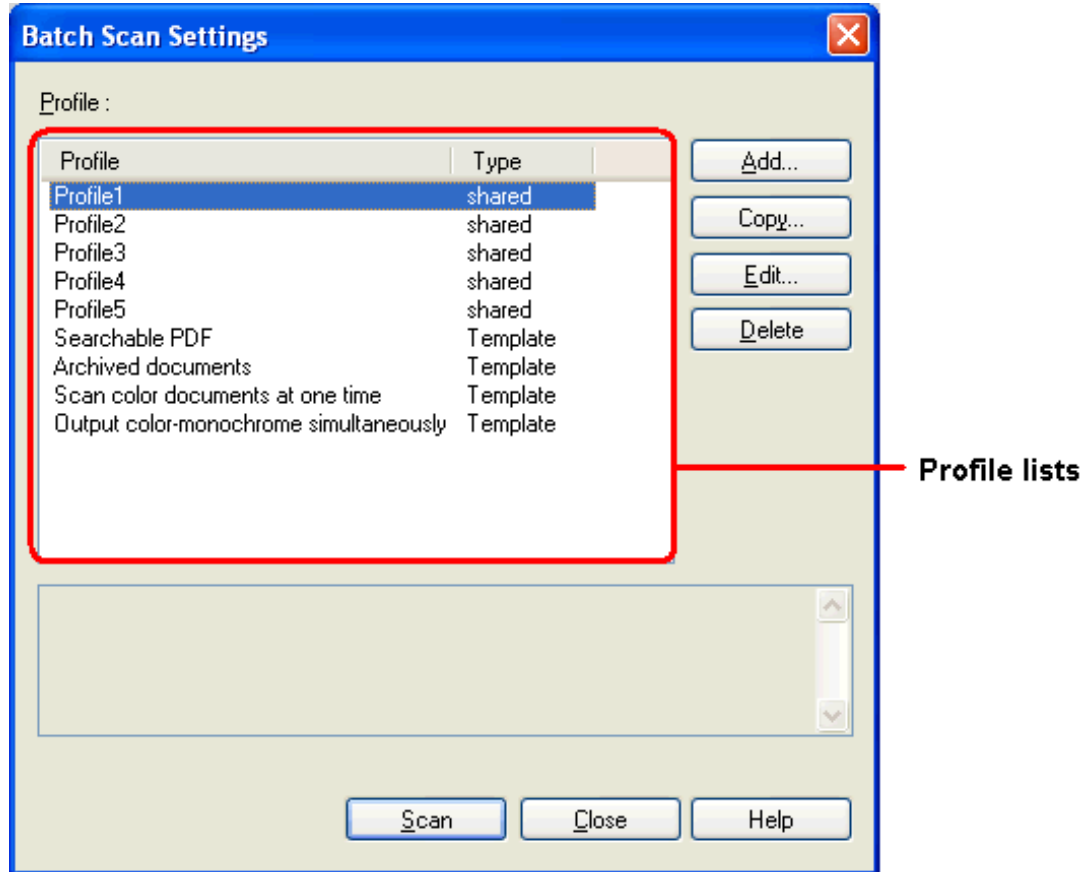 Batch Scan Settings
Profile :
Profile Type
Add...
Profile1 shared
Profile2 shared
Copy...
Profile3 shared
Profile4 shared
Edit...
Profile5 shared
Searchable PDF Template
Delete
Archived documents Template
Scan color documents at one time Template
Output color-monochrome simultaneously Template
Profile lists
Scan Close Help